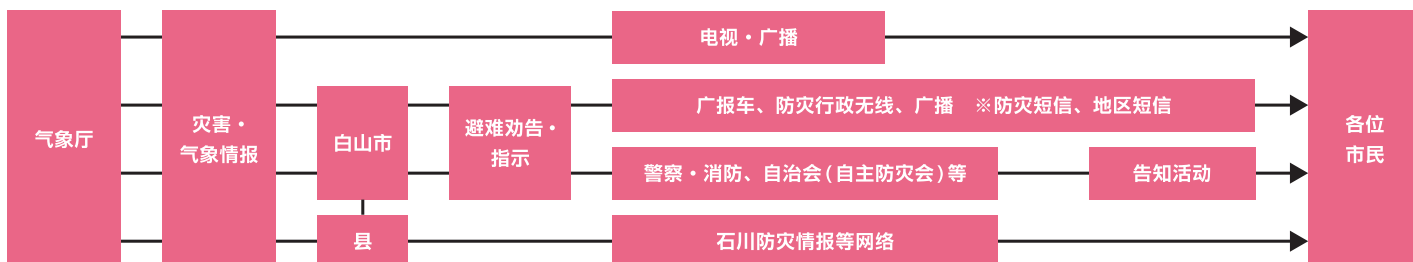 气象厅
灾害・
气象情报
白山市
县
避难劝告・
指示
电视・广播
广报车、防灾行政无线、广播　※防灾短信、地区短信
警察・消防、自治会(自主防灾会)等
告知活动
石川防灾情报等网络
各位
市民